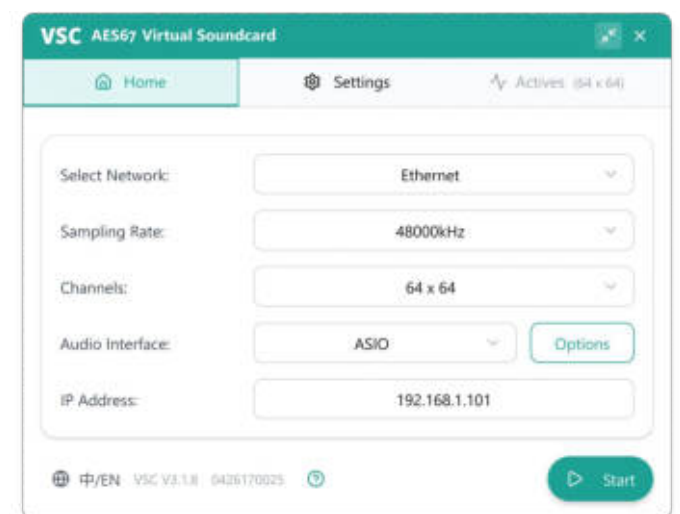 VSC AES67 Virtual Soundcard
Home Settings Actives (64 x 64)
Select Network: Ethernet
Sampling Rate: 48000kHz
Channels: 64 x 64
Audio Interface: ASIO Options
IP Address: 192.168.1.101
中/EN VSC V3.1.8 0426170025 Start